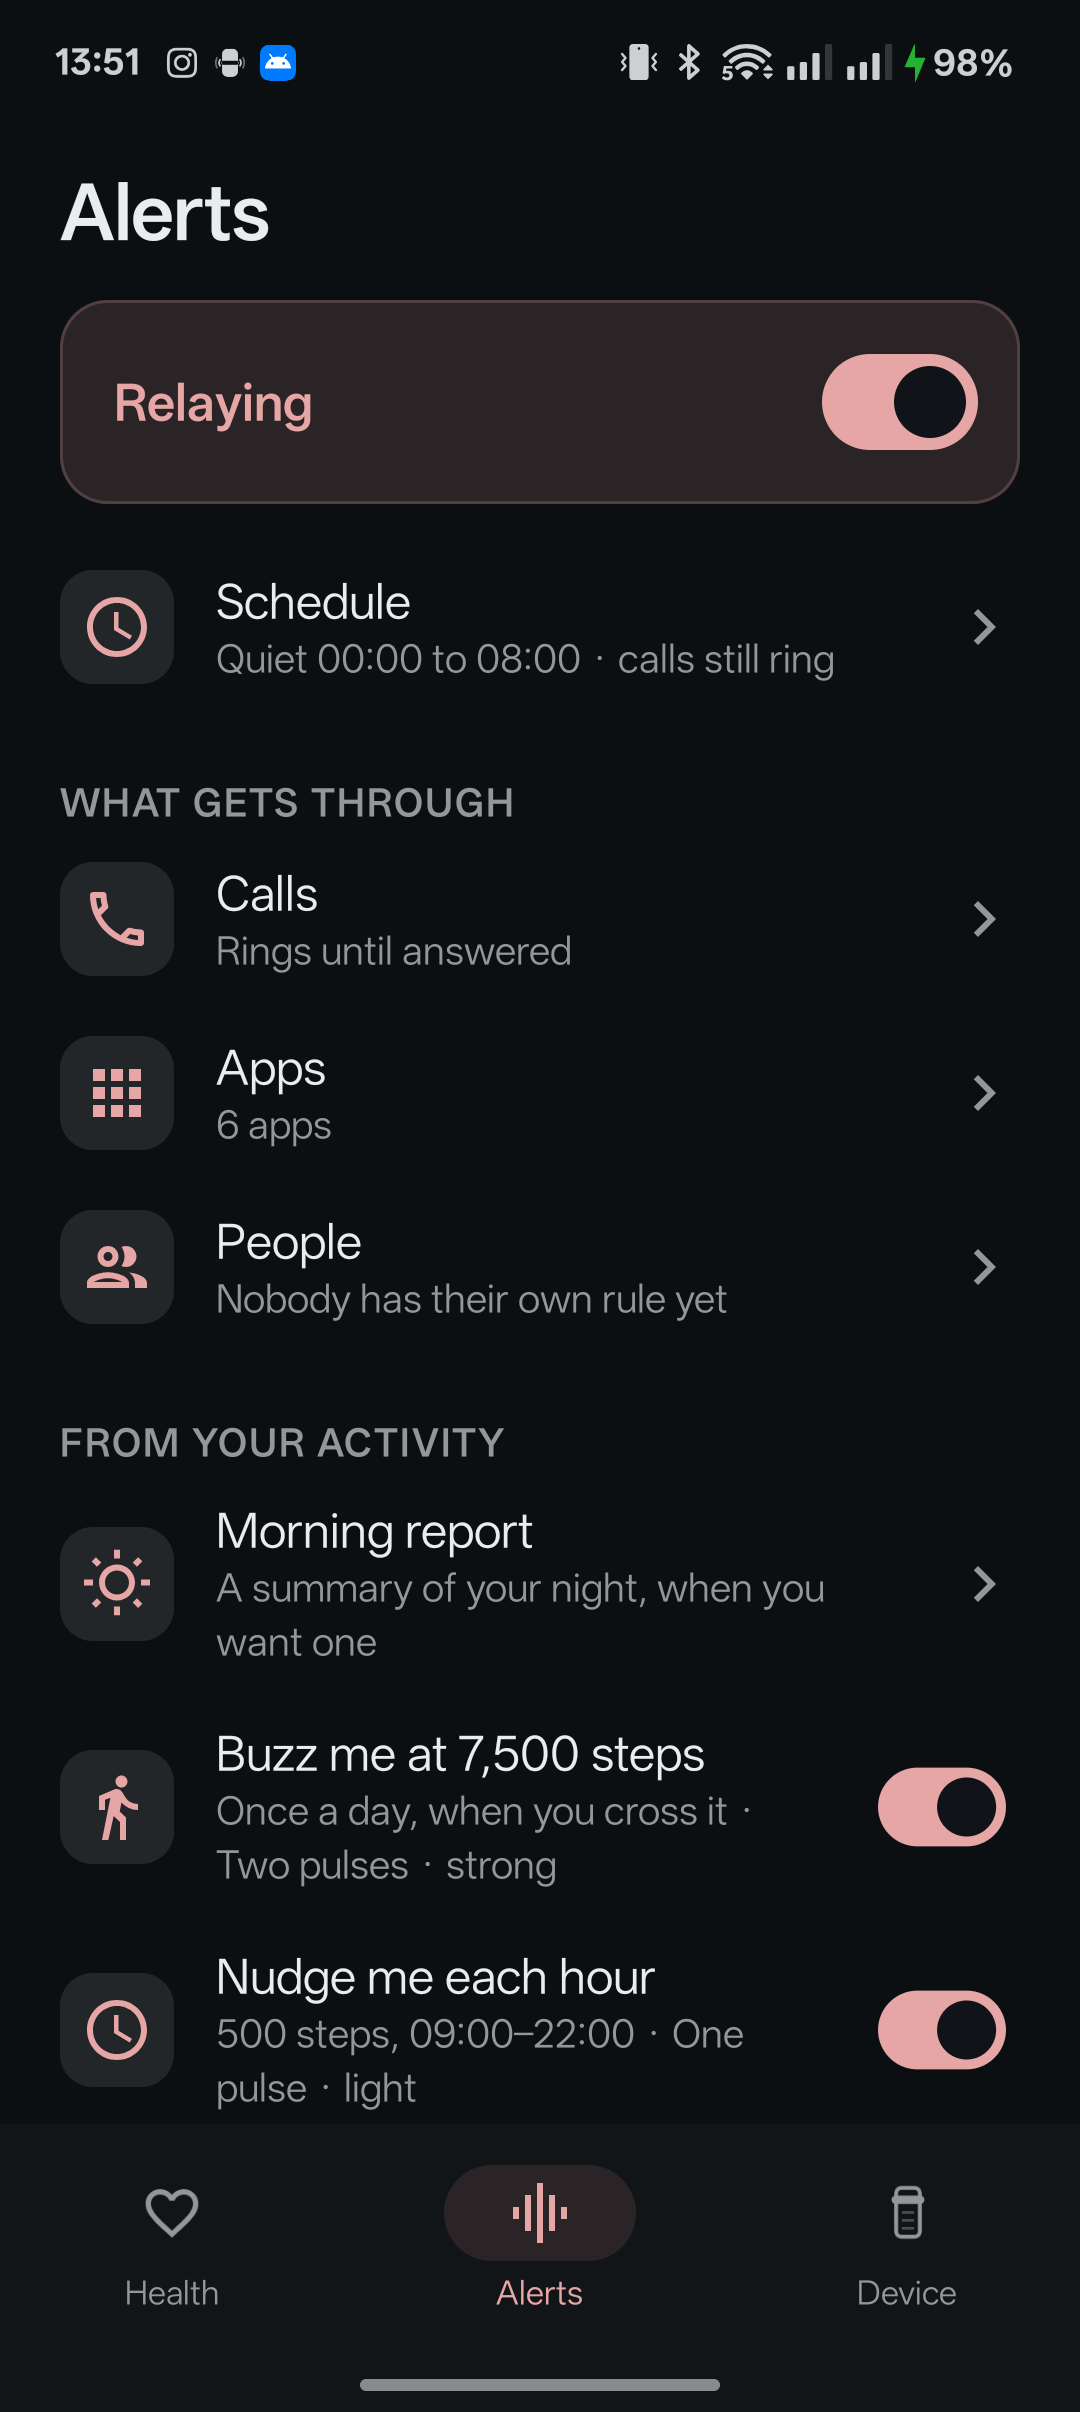 13:51
5
98%
Alerts
Relaying
Schedule
Quiet 00:00 to 08:00 · calls still ring
WHAT GETS THROUGH
Calls
Rings until answered
Apps
6 apps
People
Nobody has their own rule yet
FROM YOUR ACTIVITY
Morning report
A summary of your night, when you
want one
Buzz me at 7,500 steps
Once a day, when you cross it ·
Two pulses · strong
Nudge me each hour
500 steps, 09:00–22:00 · One
pulse · light
Health
Alerts
Device